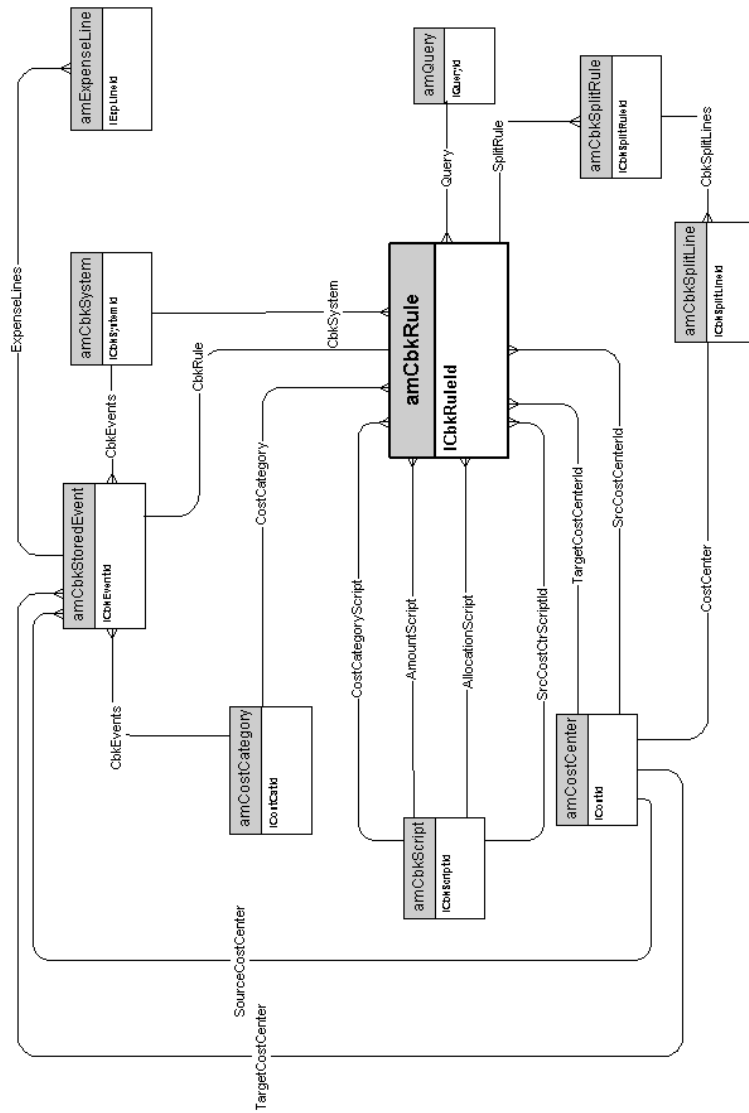 amExpenseLine
lExpLineId
ExpenseLines
amQuery
lQueryId
Query
amCbkSplitRule
lCbkSplitRuleId
SplitRule
CbkSplitLines
amCbkSystem
lCbkSystemId
CbkSystem
CbkEvents
CbkRule
amCbkRule
lCbkRuleId
amCbkSplitLine
lCbkSplitLineId
amCbkStoredEvent
lCbkEventId
CostCategory
CbkEvents
amCostCategory
lCostCatId
CostCategoryScript
AmountScript
AllocationScript
SrcCostCtrScriptId
TargetCostCenterId
SrcCostCenterId
CostCenter
amCbkScript
lCbkScriptId
amCostCenter
lCostId
SourceCostCenter
TargetCostCenter